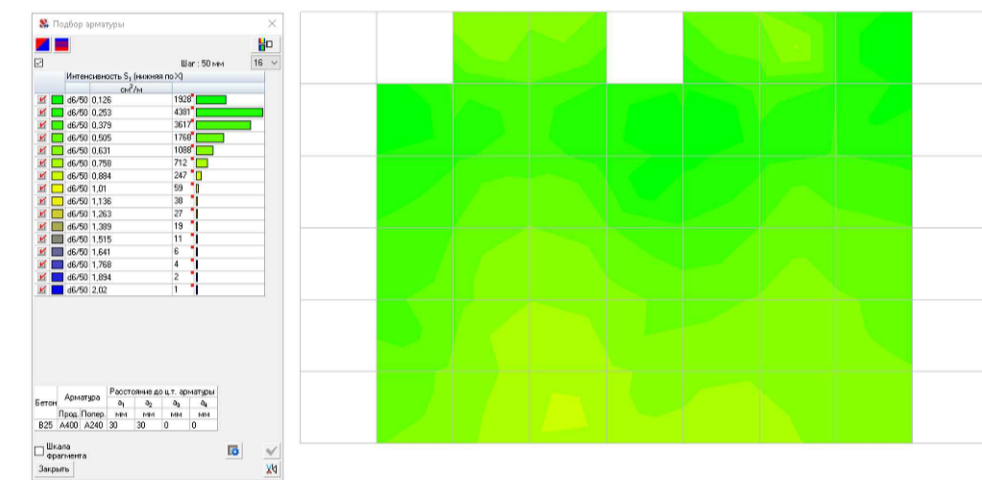 Подбор арматуры
Шаг : 50 мм 16
Интенсивность S₁ (нижняя по X)
см²/м
d6/50 0,126 1928
d6/50 0,253 4381
d6/50 0,379 3617
d6/50 0,505 1768
d6/50 0,631 1088
d6/50 0,758 712
d6/50 0,884 247
d6/50 1,01 59
d6/50 1,136 38
d6/50 1,263 27
d6/50 1,389 19
d6/50 1,515 11
d6/50 1,641 6
d6/50 1,768 4
d6/50 1,894 2
d6/50 2,02 1
Бетон Арматура Расстояние до ц.т. арматуры
a₁ a₂ a₃ a₄
Прод. Попер. мм мм мм мм
B25 A400 A240 30 30 0 0
Шкала
фрагмента
Закрыть